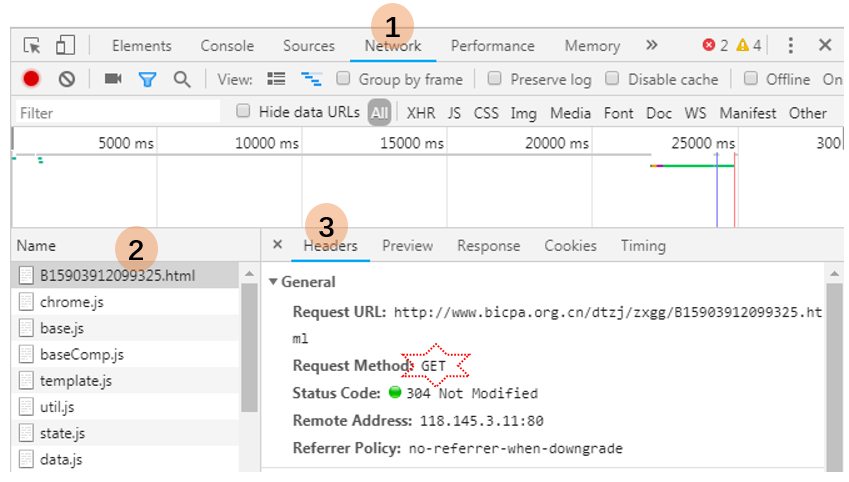 1
Elements Console Sources Network Performance Memory » 2 4
View: Group by frame Preserve log Disable cache Offline On
Filter Hide data URLs All XHR JS CSS Img Media Font Doc WS Manifest Other
5000 ms 10000 ms 15000 ms 20000 ms 25000 ms 300
2
3
Name
× Headers Preview Response Cookies Timing
B15903912099325.html
chrome.js
base.js
baseComp.js
template.js
util.js
state.js
data.js
▼ General
Request URL: http://www.bicpa.org.cn/dtzj/zxgg/B15903912099325.ht
ml
Request Method: GET
Status Code: 304 Not Modified
Remote Address: 118.145.3.11:80
Referrer Policy: no-referrer-when-downgrade